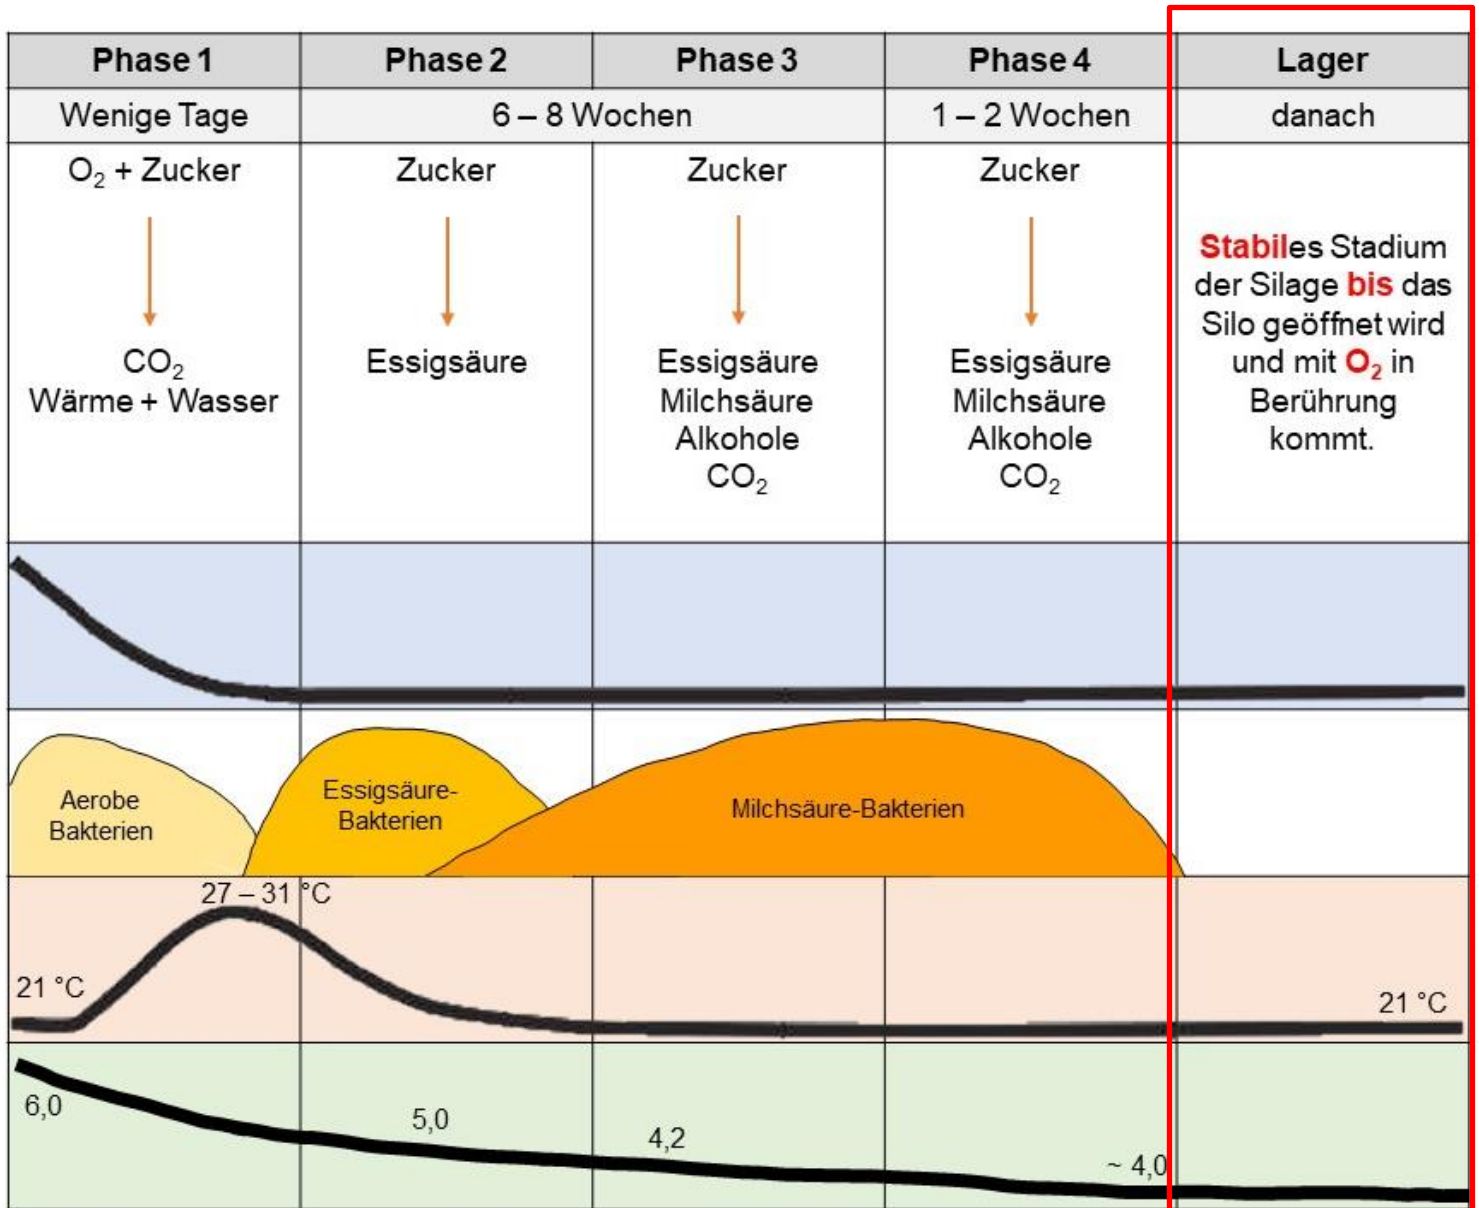 Phase 1
Phase 2
Phase 3
Phase 4
Lager
Wenige Tage
6 – 8 Wochen
1 – 2 Wochen
danach
O₂ + Zucker
CO₂
Wärme + Wasser
Zucker
Essigsäure
Zucker
Essigsäure
Milchsäure
Alkohole
CO₂
Zucker
Essigsäure
Milchsäure
Alkohole
CO₂
Stabiles Stadium
der Silage bis das
Silo geöffnet wird
und mit O₂ in
Berührung
kommt.
Aerobe
Bakterien
Essigsäure-
Bakterien
Milchsäure-Bakterien
21 °C
27 – 31 °C
21 °C
6,0
5,0
4,2
~ 4,0